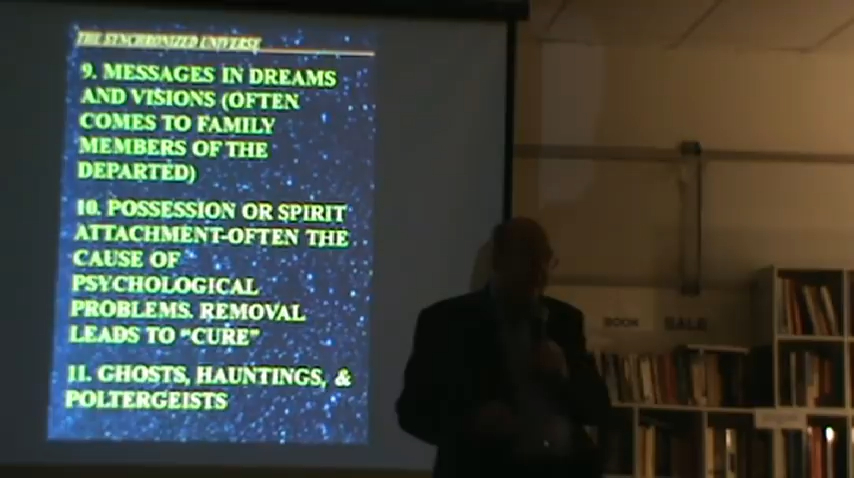 THE SYNCHRONIZED UNIVERSE
9. MESSAGES IN DREAMS
AND VISIONS (OFTEN
COMES TO FAMILY
MEMBERS OF THE
DEPARTED)
10. POSSESSION OR SPIRIT
ATTACHMENT-OFTEN THE
CAUSE OF
PSYCHOLOGICAL
PROBLEMS. REMOVAL
LEADS TO "CURE"
11. GHOSTS, HAUNTINGS, &
POLTERGEISTS
BOOK SALE